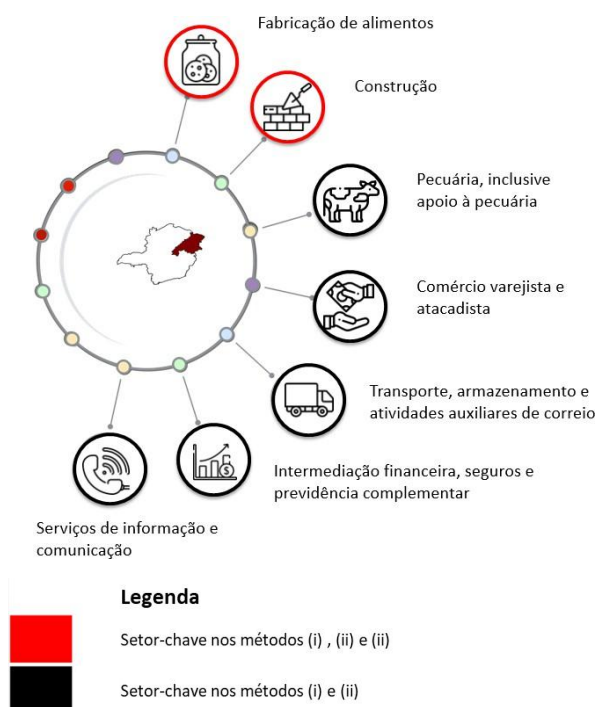 Fabricação de alimentos
Construção
Pecuária, inclusive
apoio à pecuária
Comércio varejista e
atacadista
Transporte, armazenamento e
atividades auxiliares de correio
Intermediação financeira, seguros e
previdência complementar
Serviços de informação e
comunicação
Legenda
Setor-chave nos métodos (i) , (ii) e (ii)
Setor-chave nos métodos (i) e (ii)